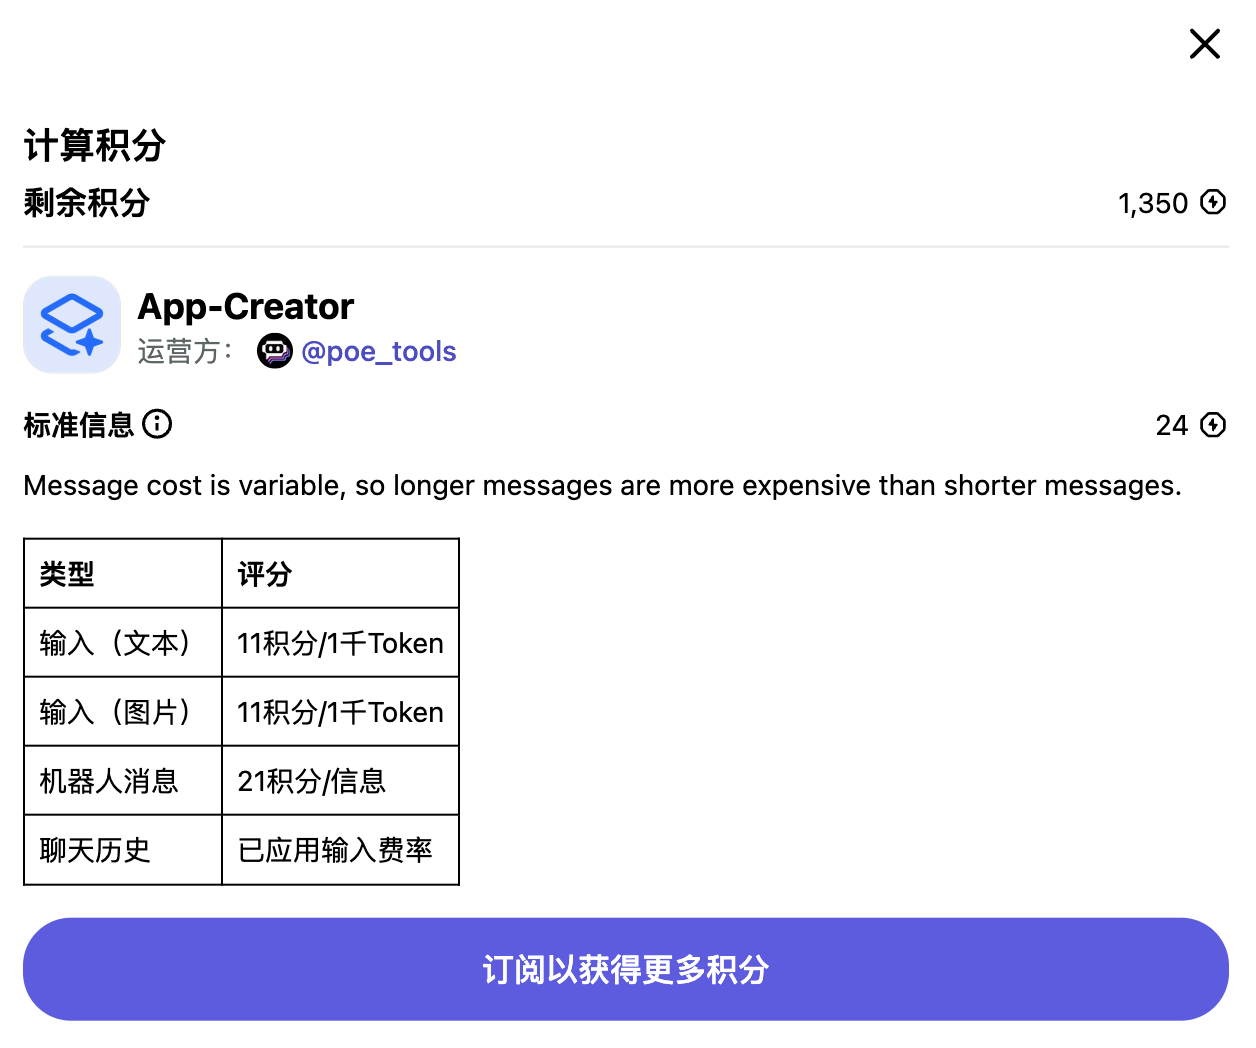 计算积分
剩余积分 1,350
App-Creator
运营方： @poe_tools
标准信息 24
Message cost is variable, so longer messages are more expensive than shorter messages.
类型 评分
输入（文本） 11积分/1千Token
输入（图片） 11积分/1千Token
机器人消息 21积分/信息
聊天历史 已应用输入费率
订阅以获得更多积分